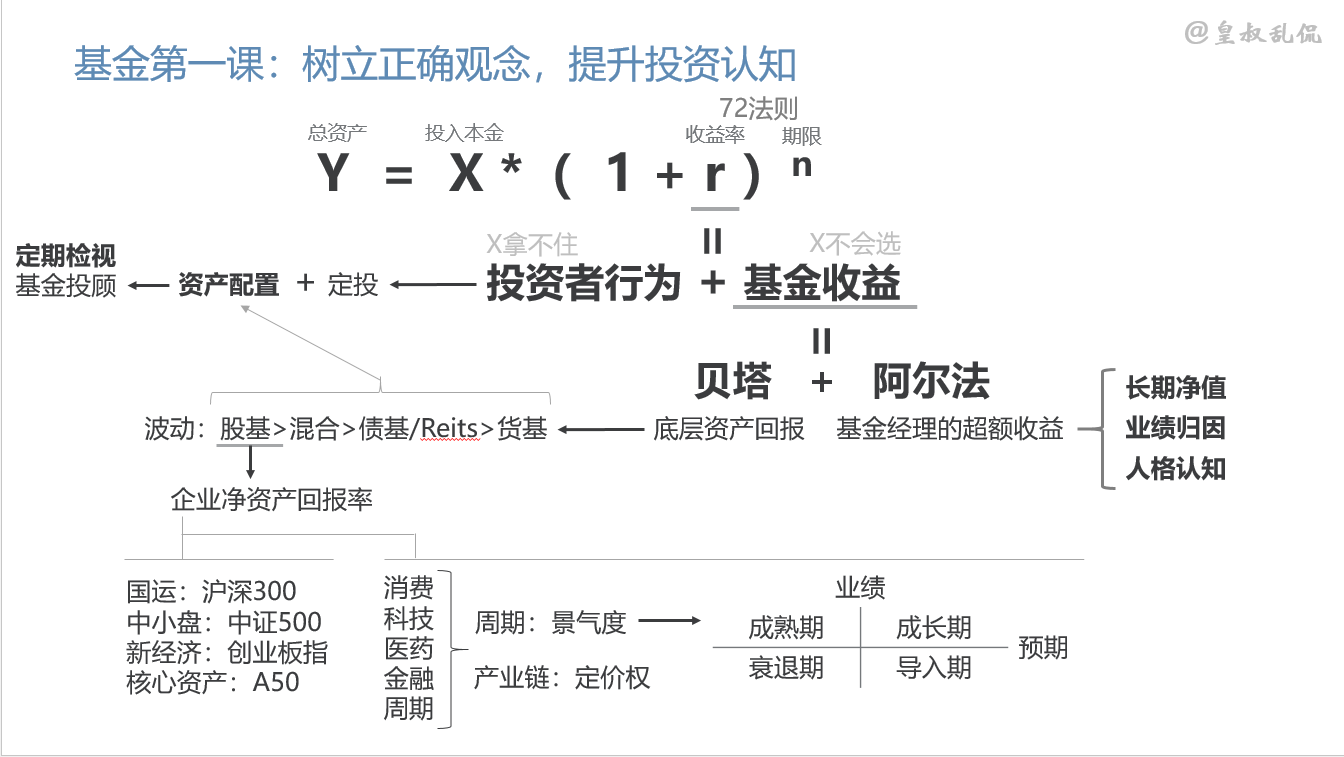 @皇叔乱侃
基金第一课：树立正确观念，提升投资认知
72法则
总资产 投入本金 收益率 期限
Y = X * ( 1 + r ) n
X拿不住 = X不会选
定期检视
基金投顾 资产配置 + 定投 投资者行为 + 基金收益
=
贝塔 + 阿尔法
波动：股基>混合>债基/Reits>货基 底层资产回报 基金经理的超额收益
长期净值
业绩归因
人格认知
企业净资产回报率
国运：沪深300
中小盘：中证500
新经济：创业板指
核心资产：A50
消费
科技
医药
金融
周期
周期：景气度
产业链：定价权
业绩
成熟期 成长期
衰退期 导入期
预期